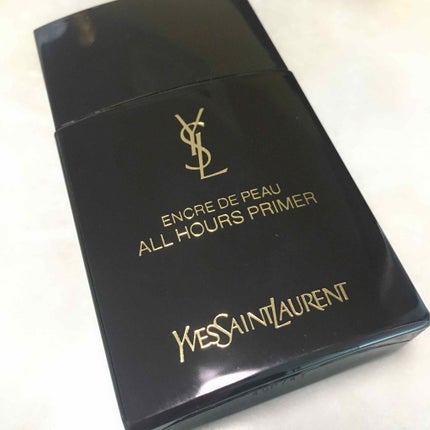 YSL
ENCRE DE PEAU
ALL HOURS PRIMER
YVESSAINTLAURENT